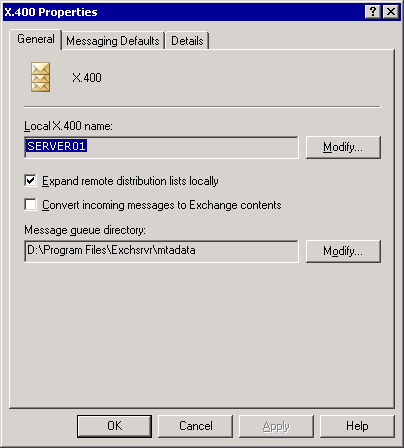 X.400 Properties
General
Messaging Defaults
Details
X.400
Local X.400 name:
SERVER01
Modify...
Expand remote distribution lists locally
Convert incoming messages to Exchange contents
Message queue directory:
D:\Program Files\Exchsrvr\mtadata
Modify...
OK
Cancel
Apply
Help